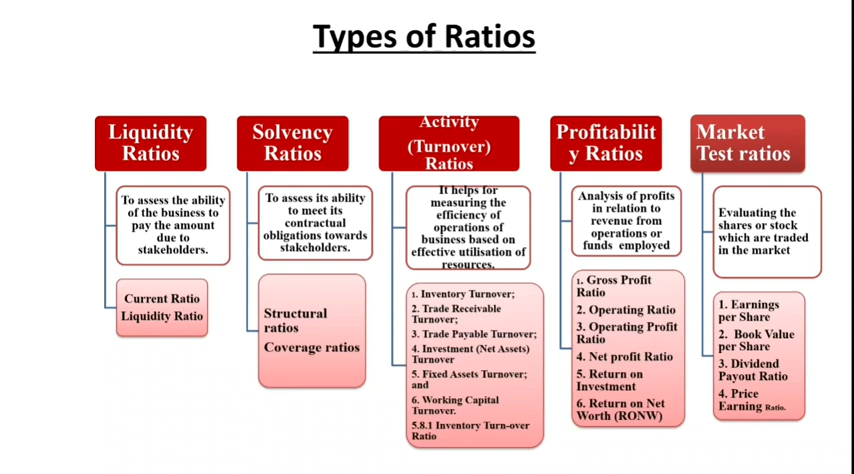 Types of Ratios
Liquidity
Ratios
To assess the ability
of the business to
pay the amount
due to
stakeholders.
Current Ratio
Liquidity Ratio
Solvency
Ratios
To assess its ability
to meet its
contractual
obligations towards
stakeholders.
Structural
ratios
Coverage ratios
Activity
(Turnover)
Ratios
It helps for
measuring the
efficiency of
operations of
business based on
effective utilisation of
resources.
1. Inventory Turnover;
2. Trade Receivable
Turnover;
3. Trade Payable Turnover;
4. Investment (Net Assets)
Turnover
5. Fixed Assets Turnover;
and
6. Working Capital
Turnover.
5.8.1 Inventory Turn-over
Ratio
Profitabilit
y Ratios
Analysis of profits
in relation to
revenue from
operations or
funds employed
1. Gross Profit
Ratio
2. Operating Ratio
3. Operating Profit
Ratio
4. Net profit Ratio
5. Return on
Investment
6. Return on Net
Worth (RONW)
Market
Test ratios
Evaluating the
shares or stock
which are traded
in the market
1. Earnings
per Share
2. Book Value
per Share
3. Dividend
Payout Ratio
4. Price
Earning Ratio.